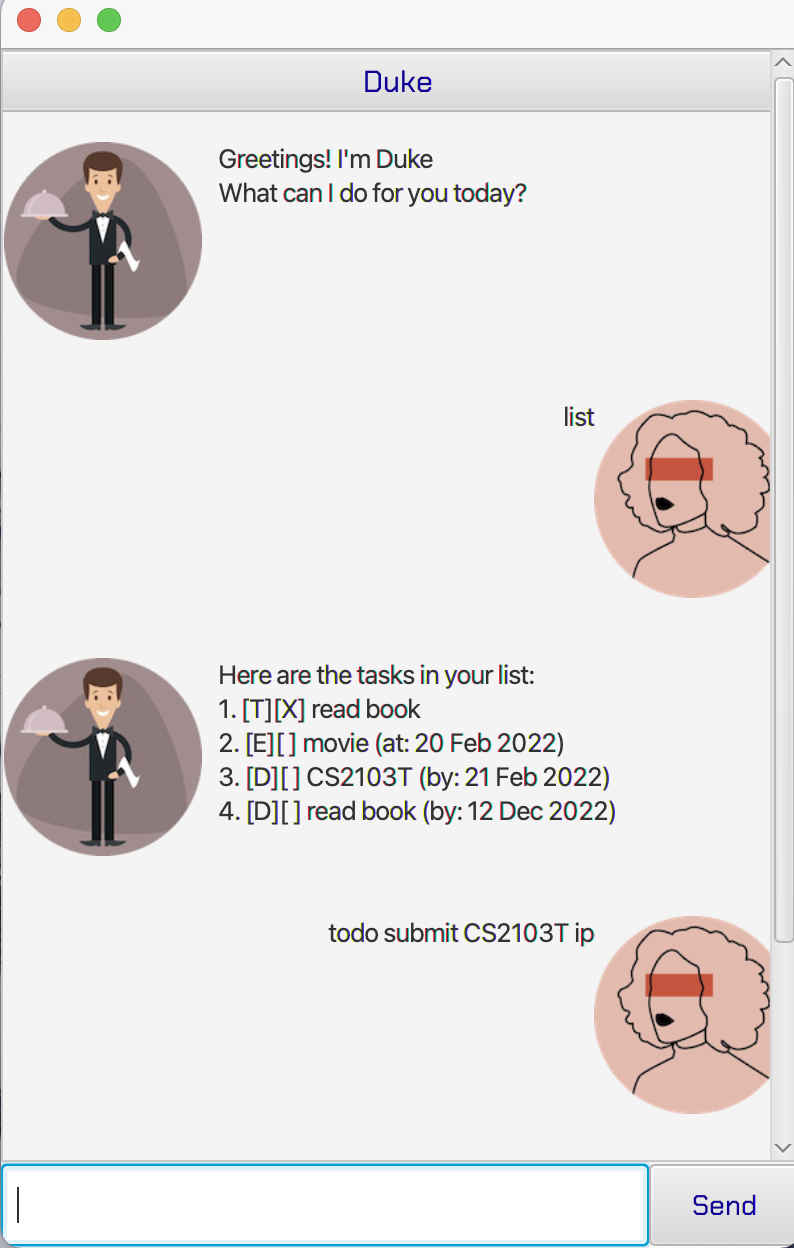 Duke
Greetings! I'm Duke
What can I do for you today?
list
Here are the tasks in your list:
1. [T][X] read book
2. [E][ ] movie (at: 20 Feb 2022)
3. [D][ ] CS2103T (by: 21 Feb 2022)
4. [D][ ] read book (by: 12 Dec 2022)
todo submit CS2103T ip
Send